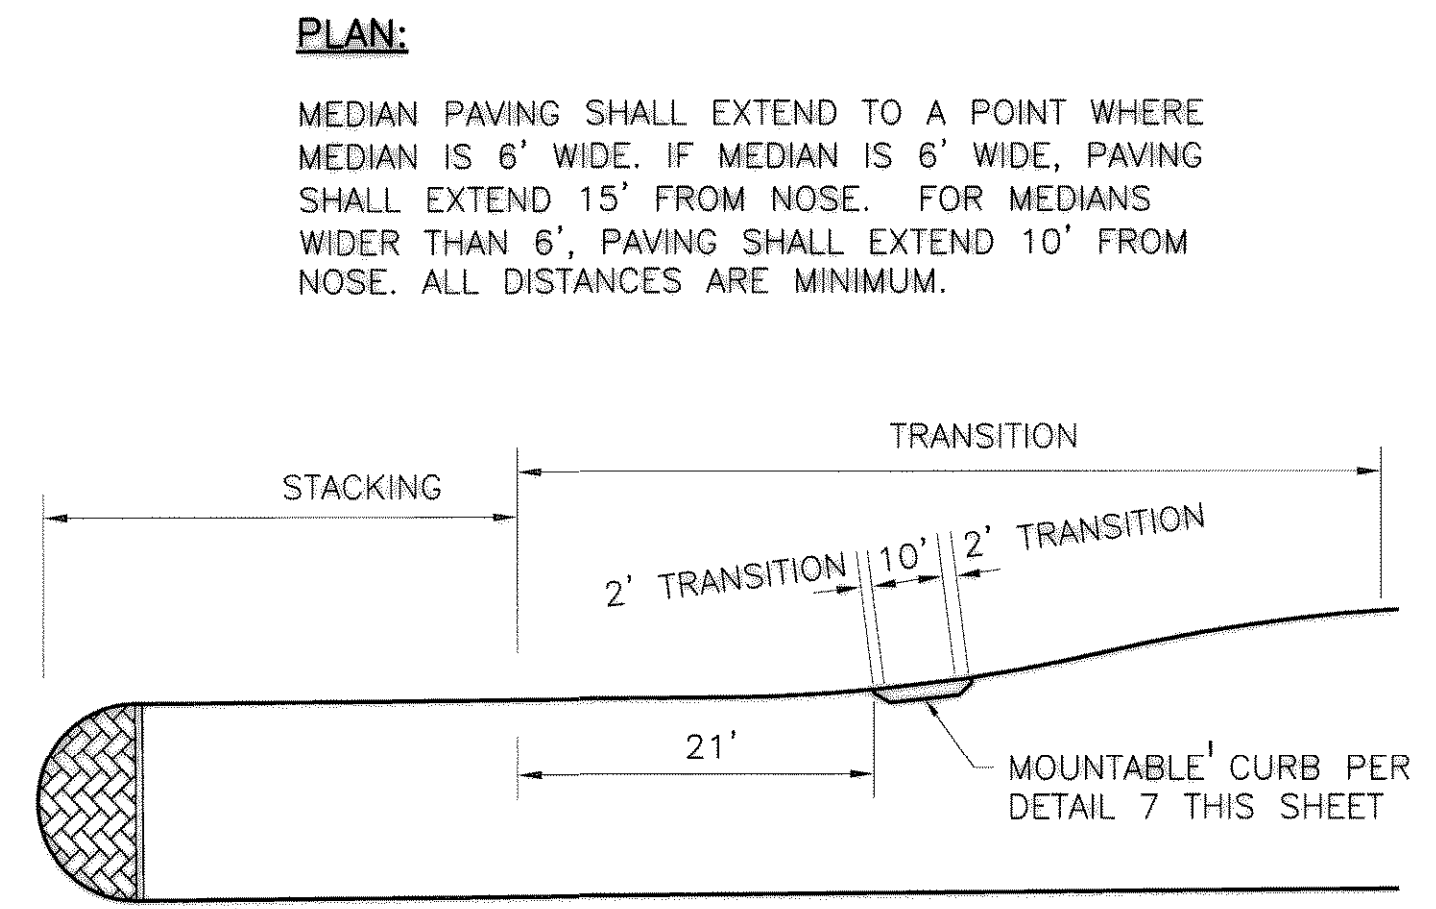 PLAN:
MEDIAN PAVING SHALL EXTEND TO A POINT WHERE
MEDIAN IS 6' WIDE. IF MEDIAN IS 6' WIDE, PAVING
SHALL EXTEND 15' FROM NOSE. FOR MEDIANS
WIDER THAN 6', PAVING SHALL EXTEND 10' FROM
NOSE. ALL DISTANCES ARE MINIMUM.
TRANSITION
STACKING
2' TRANSITION
10'
2' TRANSITION
21'
MOUNTABLE' CURB PER
DETAIL 7 THIS SHEET